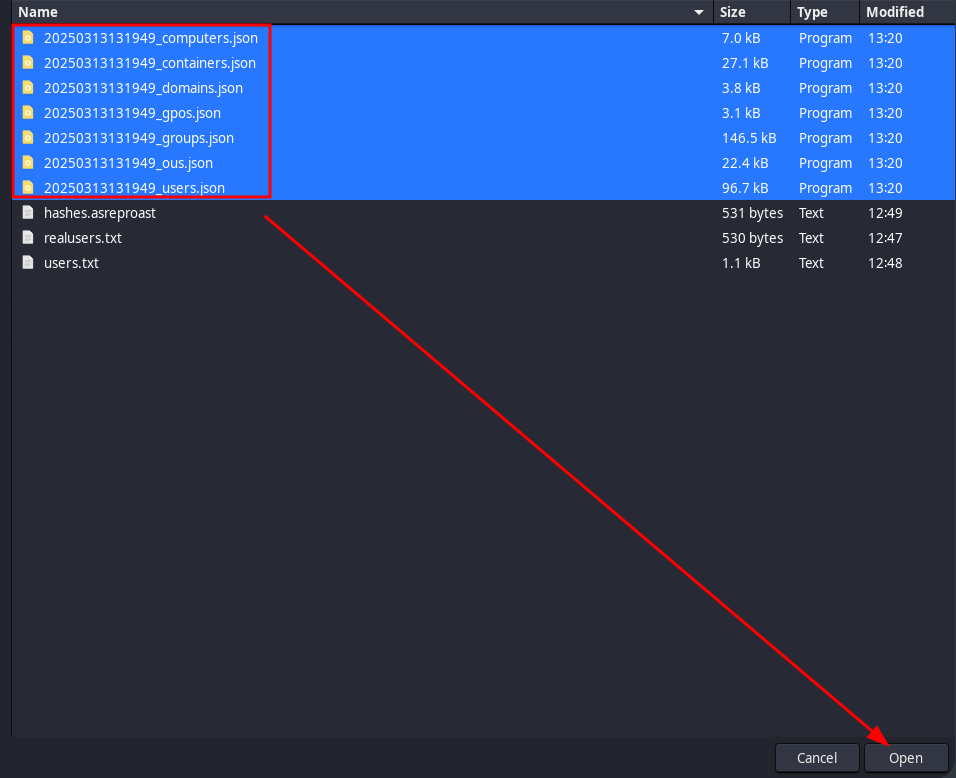 Name Size Type Modified
20250313131949_computers.json 7.0 kB Program 13:20
20250313131949_containers.json 27.1 kB Program 13:20
20250313131949_domains.json 3.8 kB Program 13:20
20250313131949_gpos.json 3.1 kB Program 13:20
20250313131949_groups.json 146.5 kB Program 13:20
20250313131949_ous.json 22.4 kB Program 13:20
20250313131949_users.json 96.7 kB Program 13:20
hashes.asreproast 531 bytes Text 12:49
realusers.txt 530 bytes Text 12:47
users.txt 1.1 kB Text 12:48
Cancel Open